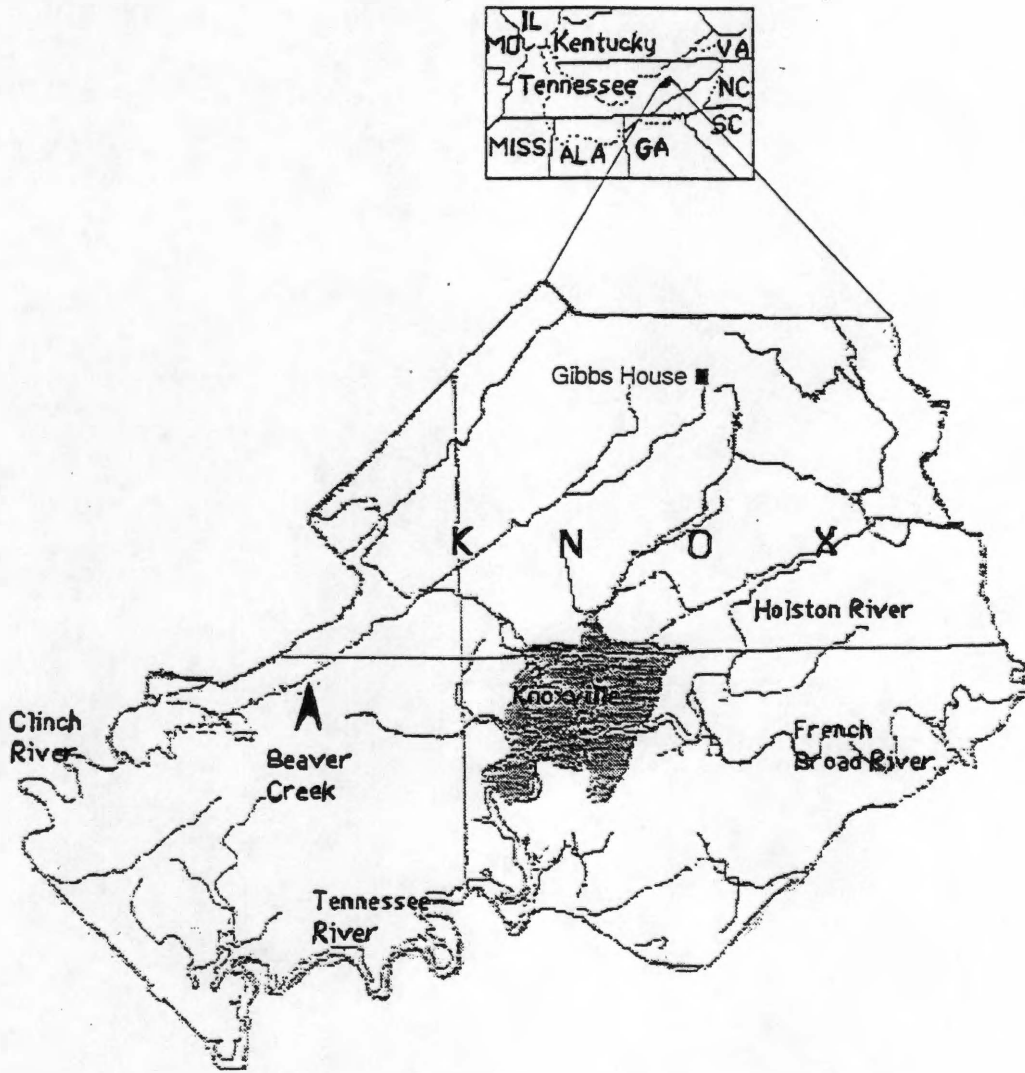 IL
MO Kentucky VA
Tennessee NC
SC
MISS ALA GA
Gibbs House
K N O X
Holston River
Knoxville
Clinch
River
Beaver
Creek
French
Broad River
Tennessee
River